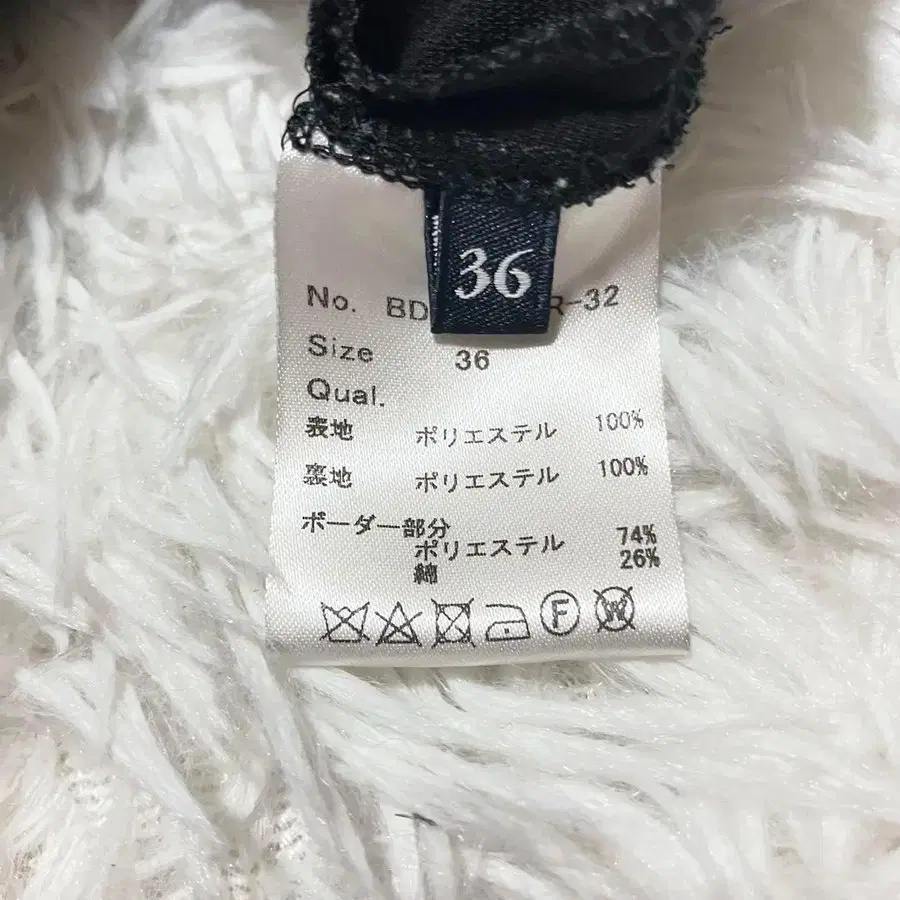 36
No. BD R-32
Size 36
Qual.
表地 ポリエステル 100%
裏地 ポリエステル 100%
ボーダー部分
ポリエステル 74%
綿 26%
F W